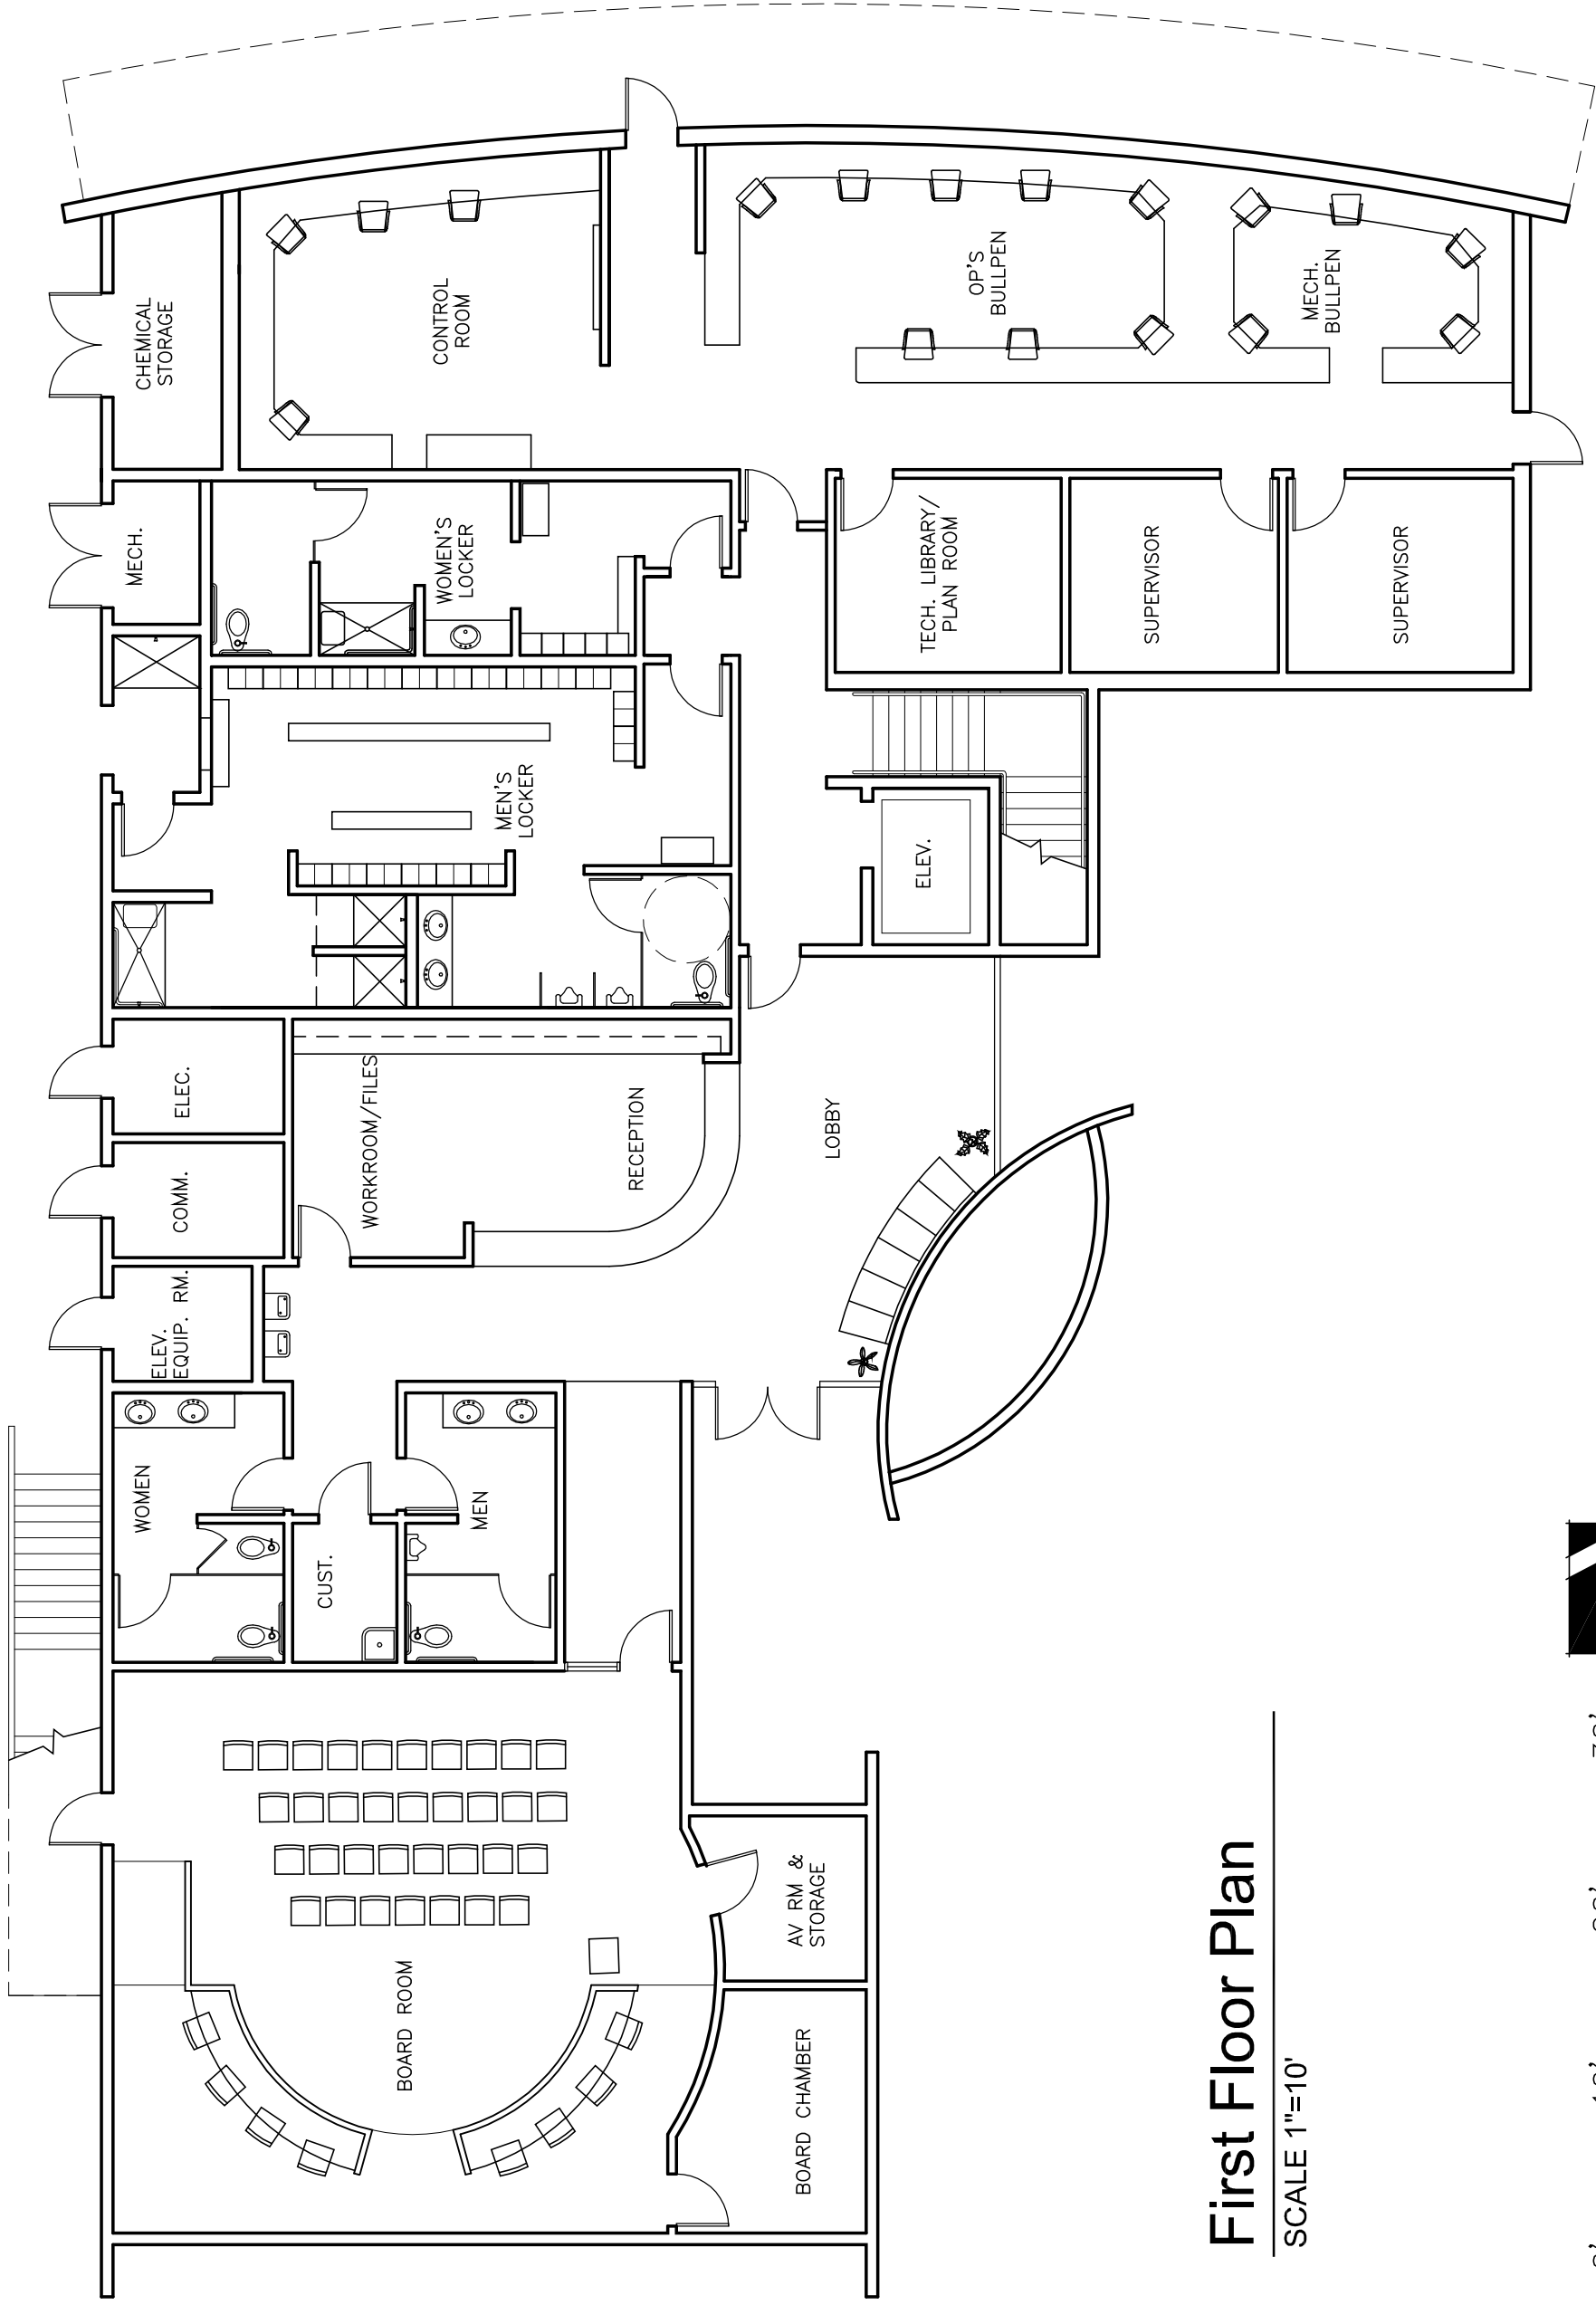 WOMEN
ELEV.
EQUIP. RM.
COMM.
ELEC.
MECH.
CHEMICAL
STORAGE
BOARD ROOM
CUST.
MEN
WORKROOM/FILES
RECEPTION
MEN'S
LOCKER
WOMEN'S
LOCKER
CONTROL
ROOM
BOARD CHAMBER
AV RM &
STORAGE
LOBBY
ELEV.
TECH. LIBRARY/
PLAN ROOM
OP'S
BULLPEN
SUPERVISOR
MECH.
BULLPEN
SUPERVISOR
First Floor Plan
SCALE 1"=10'